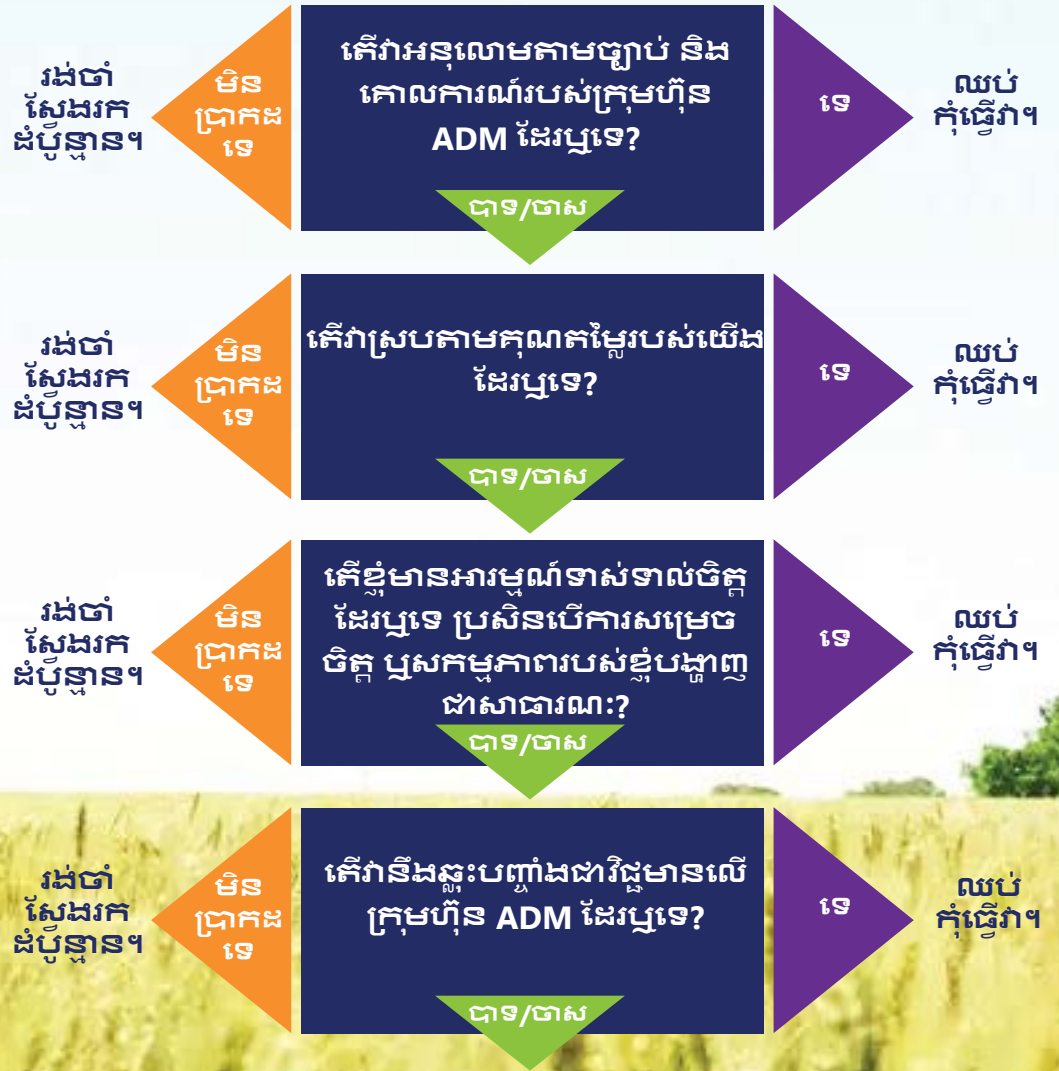 រង់ចាំ
ស្វែងរក
ដំបូន្មាន។
មិន
ប្រាកដ
ទេ
តើវាអនុលោមតាមច្បាប់ និង
គោលការណ៍របស់ក្រុមហ៊ុន
ADM ដែរឬទេ?
បាទ/ចាស
ទេ
ឈប់
កុំធ្វើវា។
រង់ចាំ
ស្វែងរក
ដំបូន្មាន។
មិន
ប្រាកដ
ទេ
តើវាស្របតាមគុណតម្លៃរបស់យើង
ដែរឬទេ?
បាទ/ចាស
ទេ
ឈប់
កុំធ្វើវា។
រង់ចាំ
ស្វែងរក
ដំបូន្មាន។
មិន
ប្រាកដ
ទេ
តើខ្ញុំមានអារម្មណ៍ទាស់ទាល់ចិត្ត
ដែរឬទេ ប្រសិនបើការសម្រេច
ចិត្ត ឬសកម្មភាពរបស់ខ្ញុំបង្ហាញ
ជាសាធារណៈ?
បាទ/ចាស
ទេ
ឈប់
កុំធ្វើវា។
រង់ចាំ
ស្វែងរក
ដំបូន្មាន។
មិន
ប្រាកដ
ទេ
តើវានឹងឆ្លុះបញ្ចាំងជាវិជ្ជមានលើ
ក្រុមហ៊ុន ADM ដែរឬទេ?
បាទ/ចាស
ទេ
ឈប់
កុំធ្វើវា។